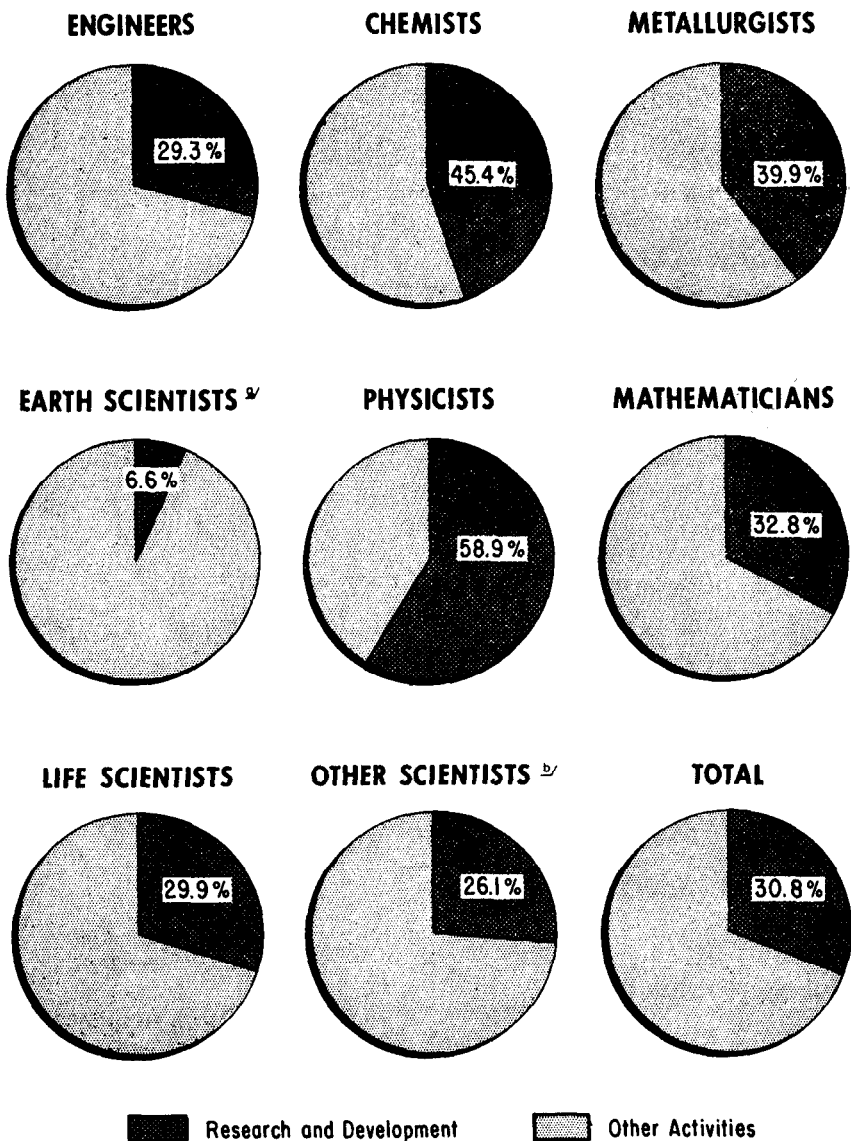 ENGINEERS
CHEMISTS
METALLURGISTS
29.3%
45.4%
39.9%
EARTH SCIENTISTS a/
PHYSICISTS
MATHEMATICIANS
6.6%
58.9%
32.8%
LIFE SCIENTISTS
OTHER SCIENTISTS b/
TOTAL
29.9%
26.1%
30.8%
Research and Development
Other Activities